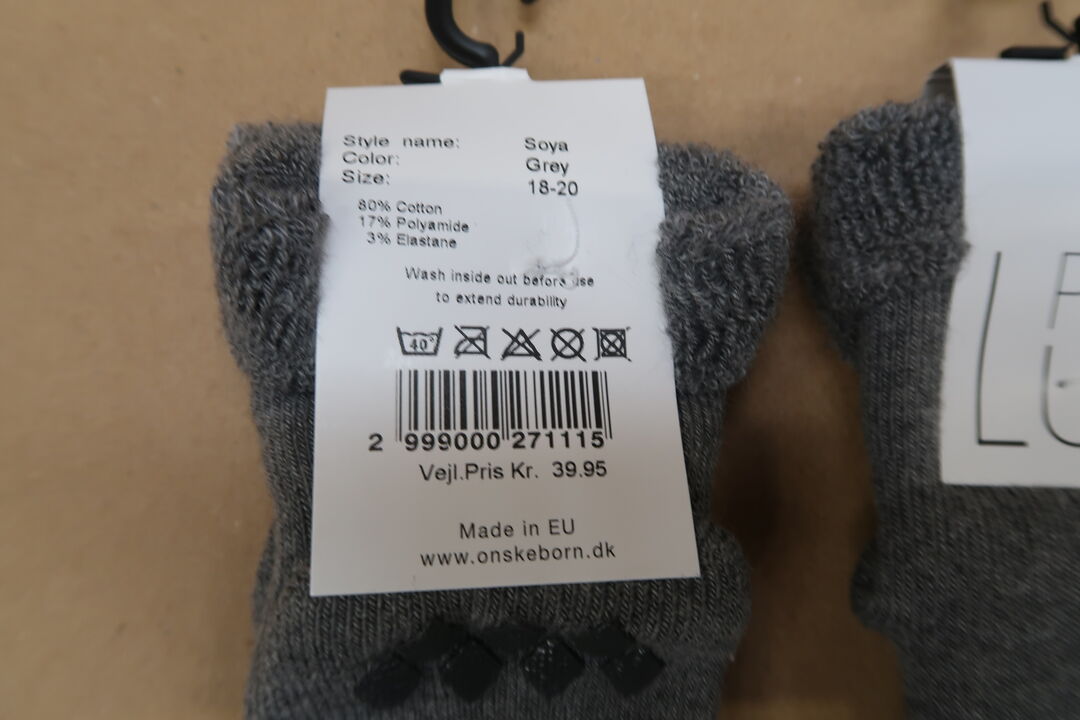 Style name: Soya
Color: Grey
Size: 18-20
80% Cotton
17% Polyamide
3% Elastane
Wash inside out before use
to extend durability
40°
2 999000 271115
Vejl.Pris Kr. 39.95
Made in EU
www.onskeborn.dk